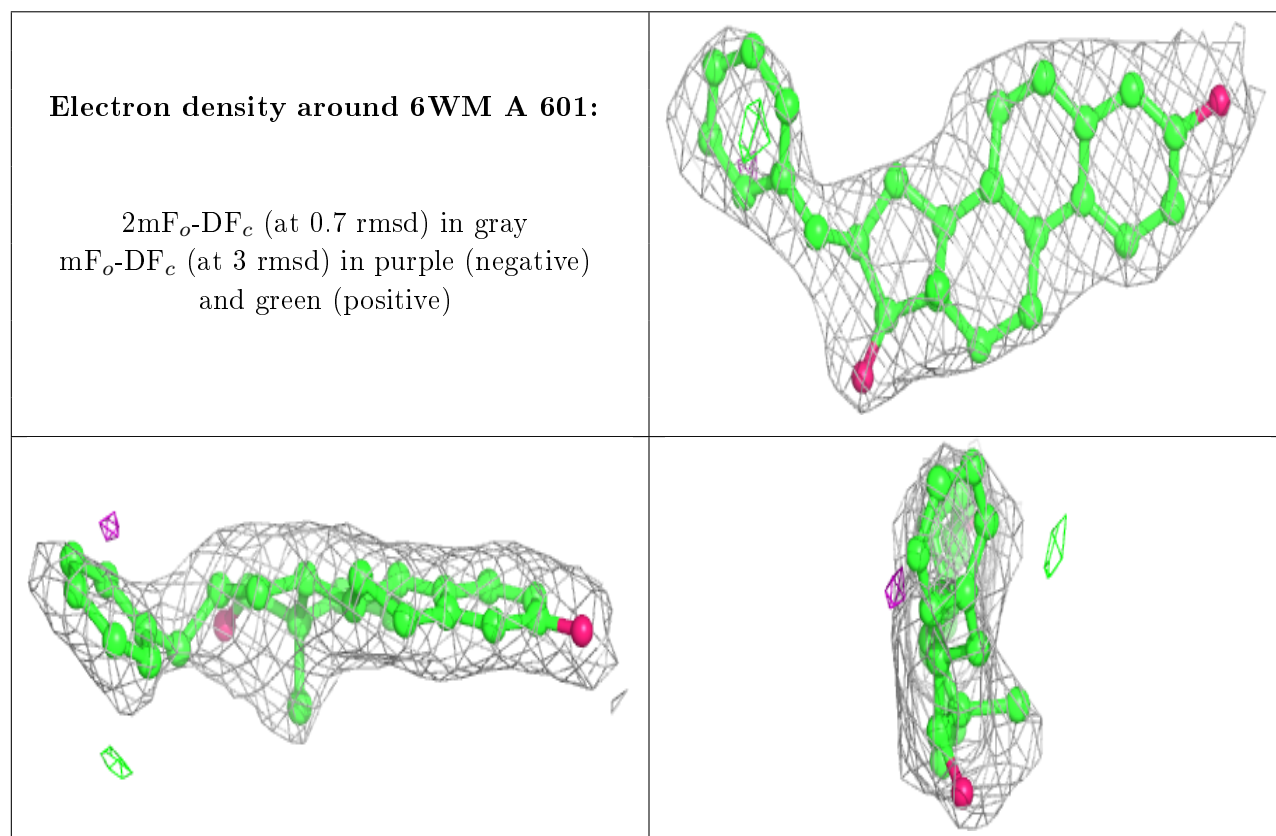 Electron density around 6WM A 601:
2mFₒ-DF𝒸 (at 0.7 rmsd) in gray
mFₒ-DF𝒸 (at 3 rmsd) in purple (negative)
and green (positive)